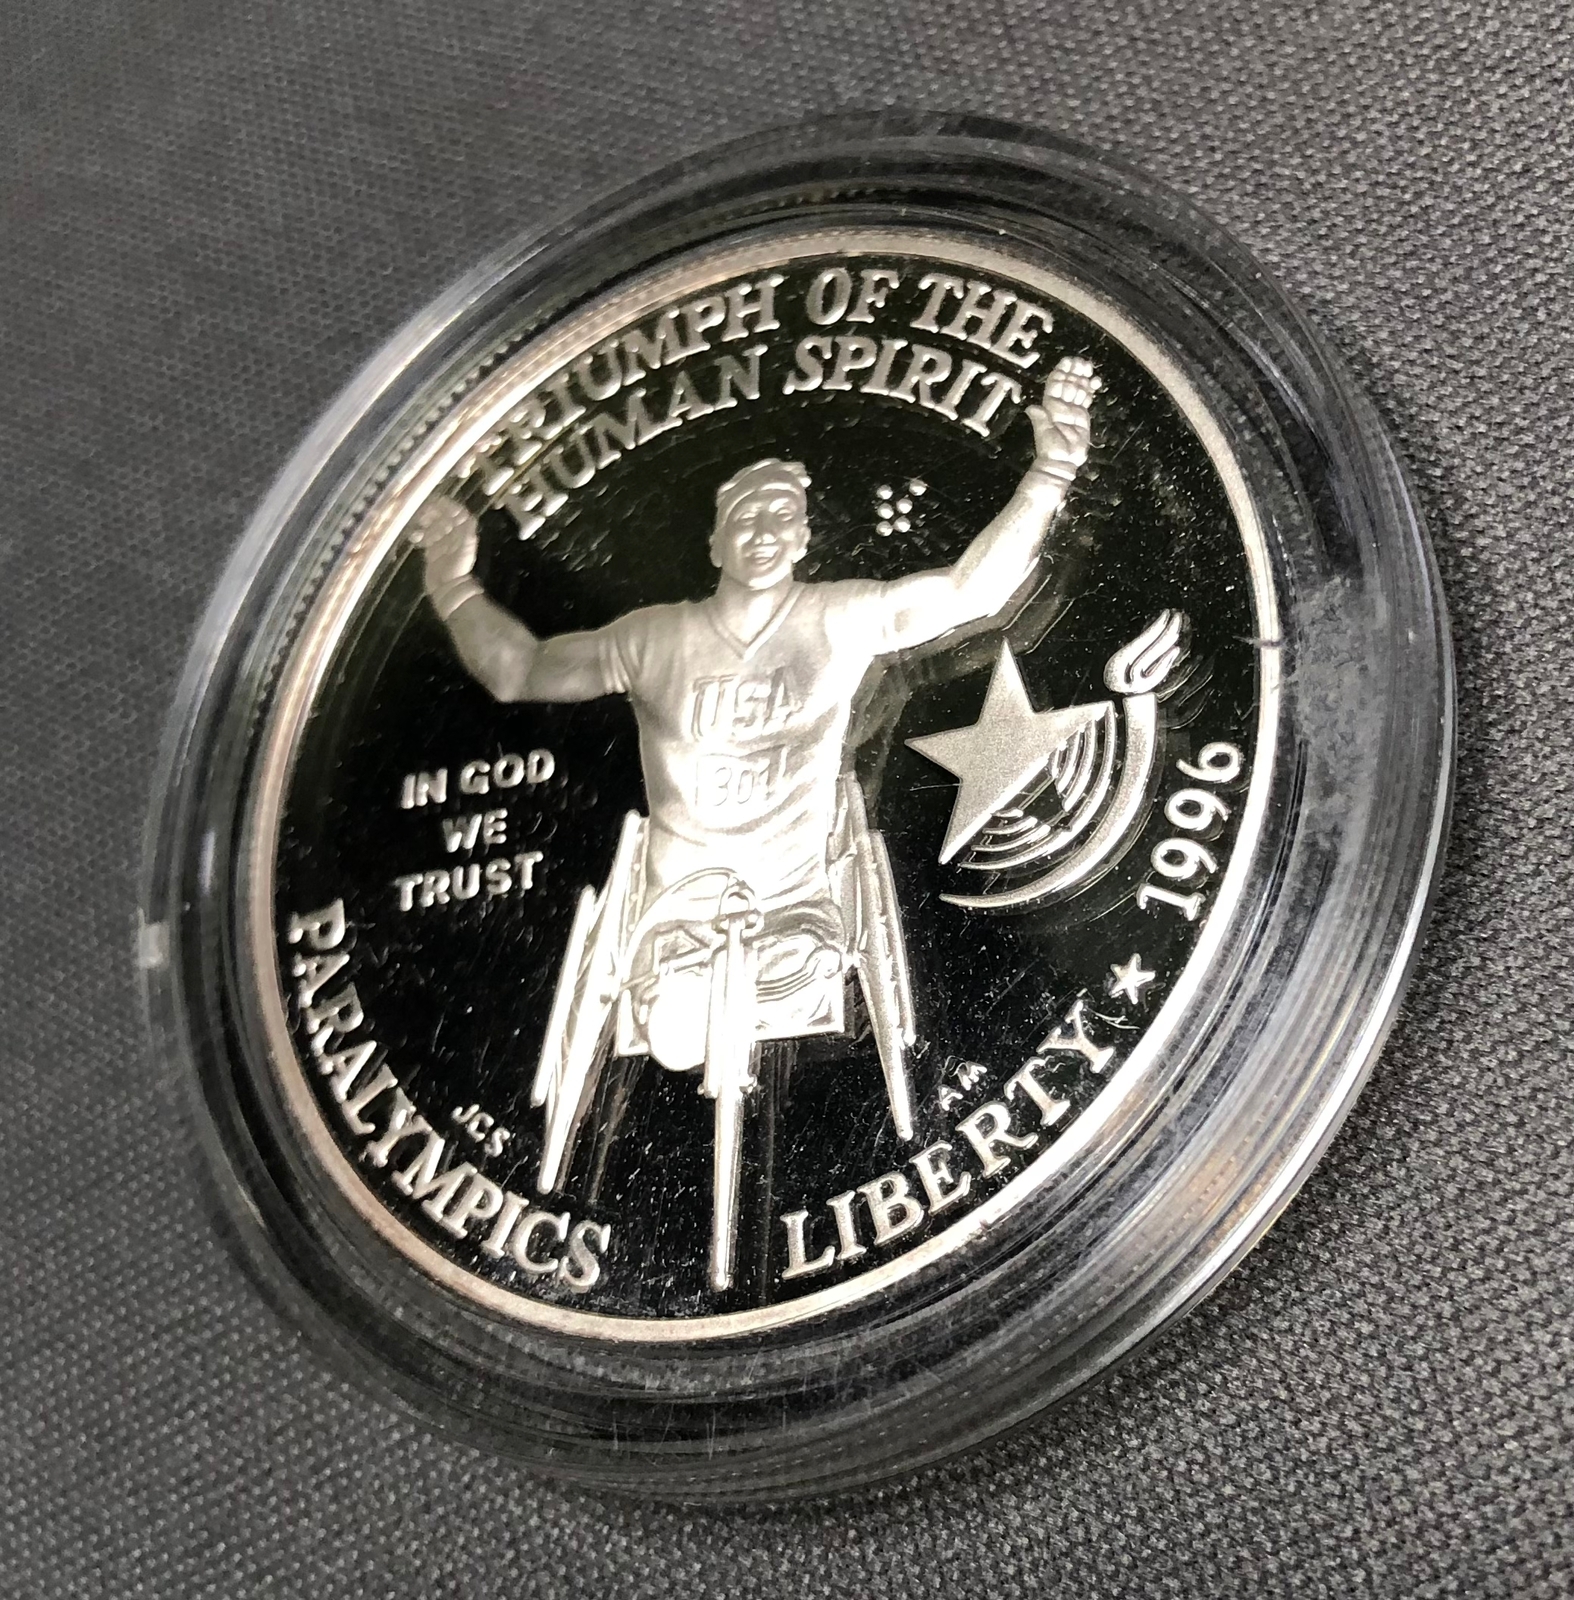 TRIUMPH OF THE
HUMAN SPIRIT
USA
301
IN GOD
WE
TRUST
PARALYMPICS
JCS
AM
LIBERTY ★ 1996